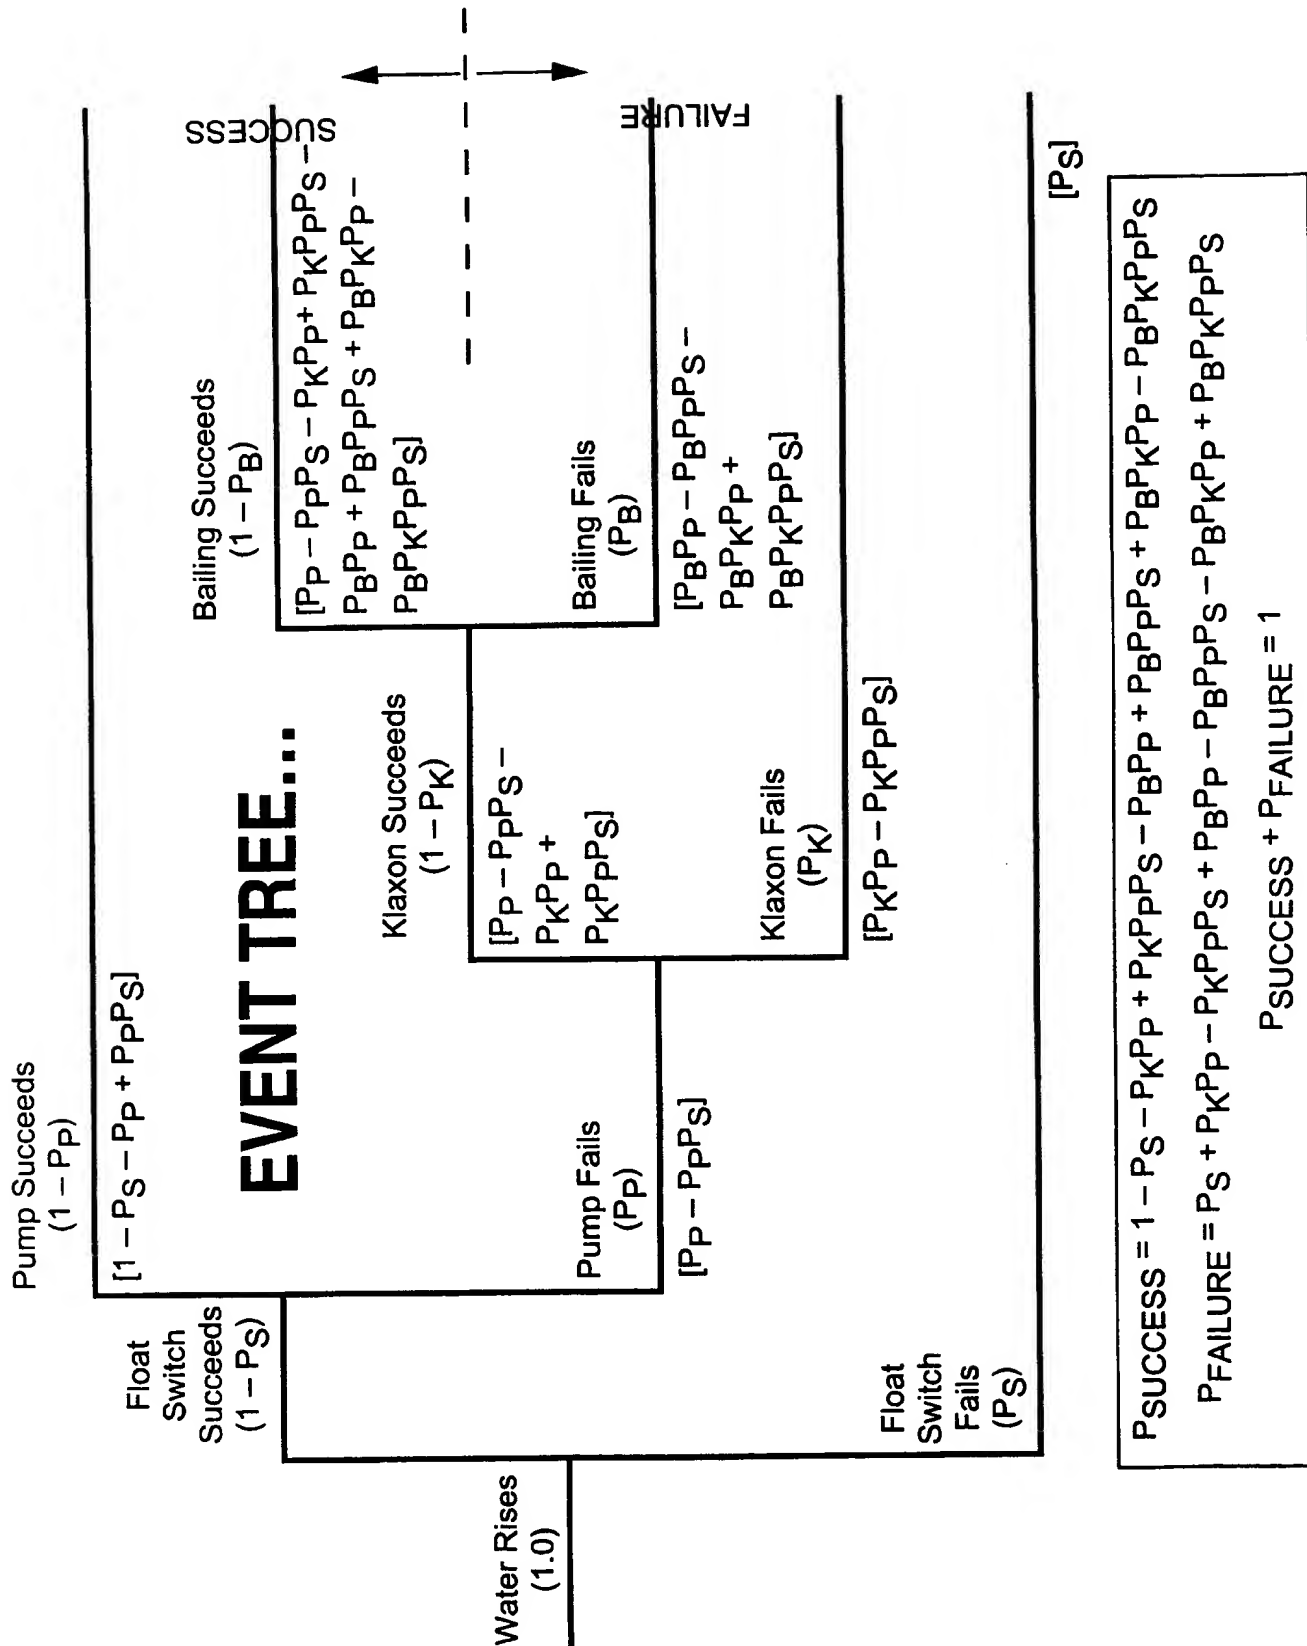 Water Rises
(1.0)
Float
Switch
Succeeds
(1 – PS)
Float
Switch
Fails
(PS)
Pump Succeeds
(1 – PP)
[1 – PS – PP + PPPS]
EVENT TREE...
Pump Fails
(PP)
[PP – PPPS]
Klaxon Succeeds
(1 – PK)
[PP – PPPS –
PKPP +
PKPPPS]
Klaxon Fails
(PK)
[PKPP – PKPPPS]
Bailing Succeeds
(1 – PB)
[PP – PPPS – PKPP + PKPPPS –
PBPP + PBPPPS + PBPKPP –
PBPKPPPS]
Bailing Fails
(PB)
[PBPP – PBPPPS –
PBPKPP +
PBPKPPPS]
SUCCESS
FAILURE
[PS]
PSUCCESS = 1 – PS – PKPP + PKPPPS – PBPP + PBPPPS + PBPKPP – PBPKPPPS
PFAILURE = PS + PKPP – PKPPPS + PBPP – PBPPPS – PBPKPP + PBPKPPPS
PSUCCESS + PFAILURE = 1